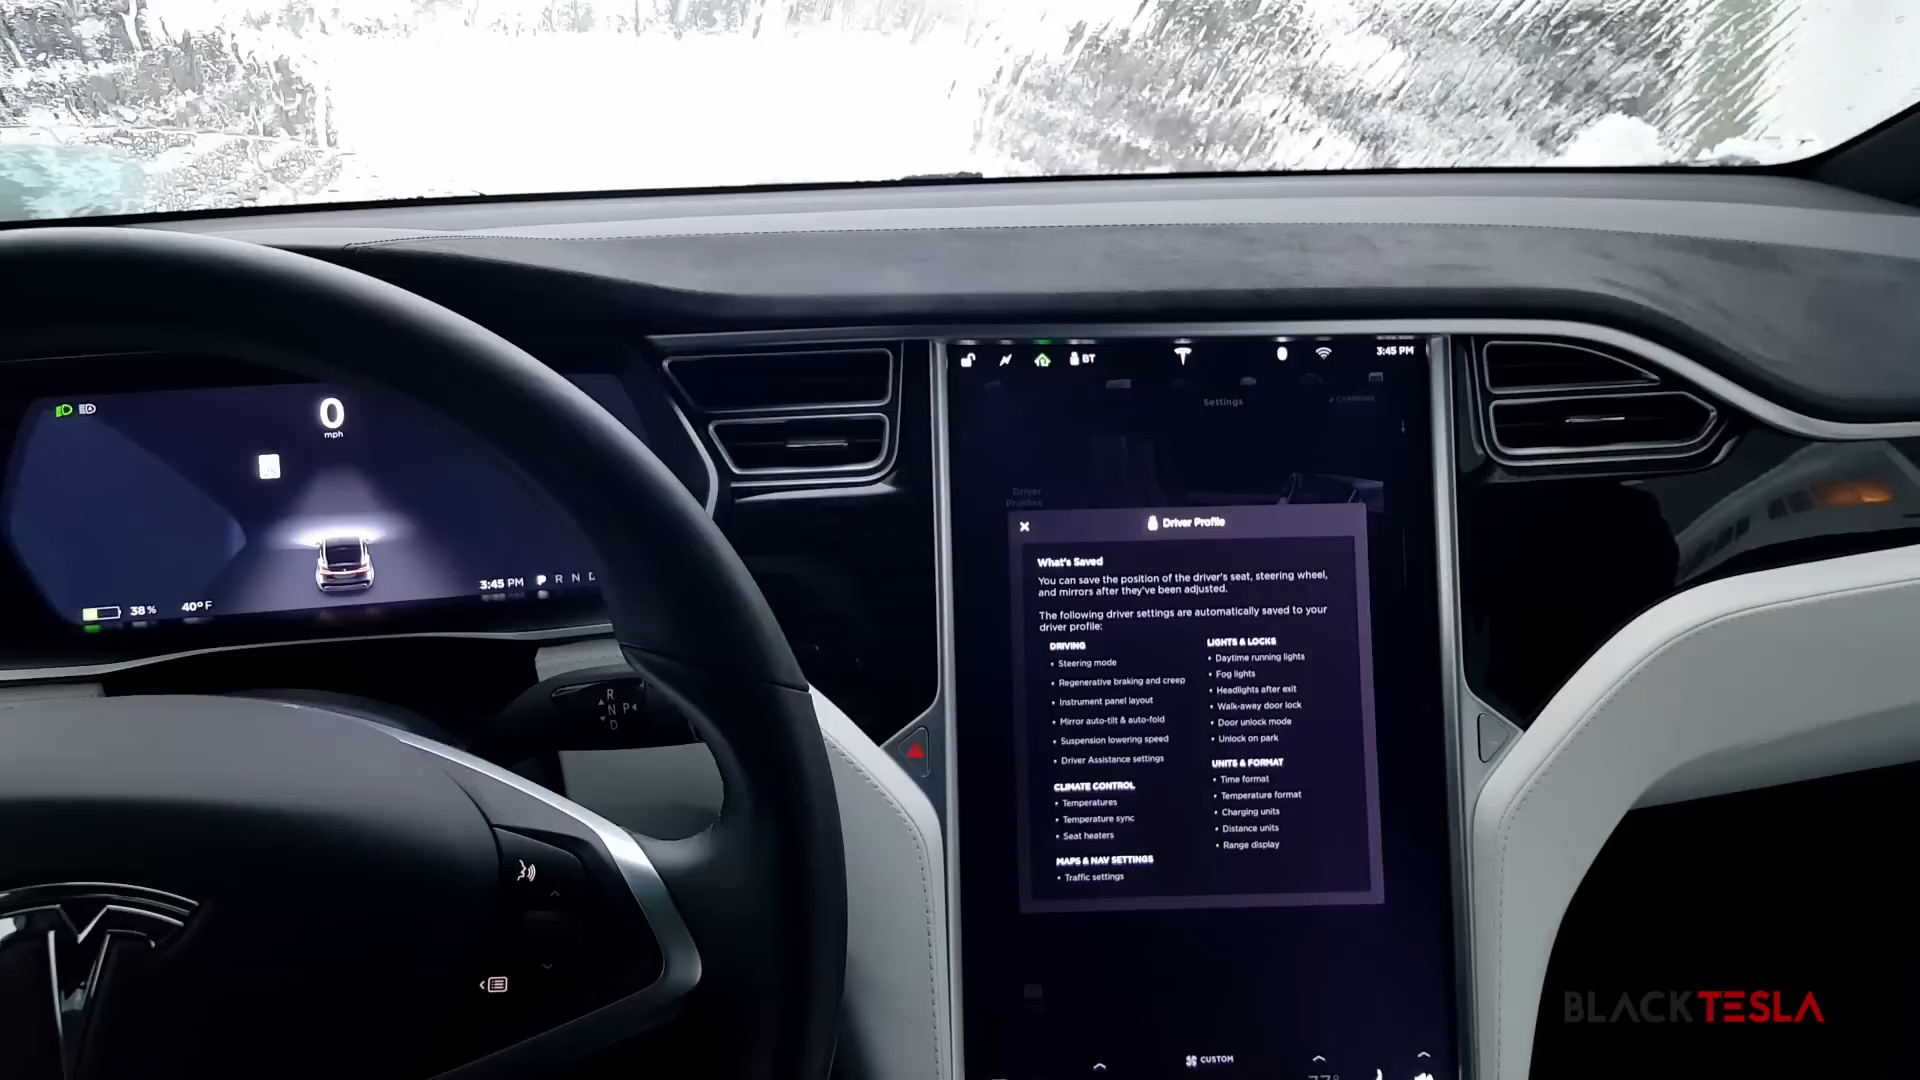 0
mph
3:45 PM P R N
38 %
40° F
R
N P
D
BT
3:45 PM
Settings
CHARGING
Driver
Profiles
Driver Profile
What's Saved
You can save the position of the driver's seat, steering wheel,
and mirrors after they've been adjusted.
The following driver settings are automatically saved to your
driver profile:
DRIVING
• Steering mode
• Regenerative braking and creep
• Instrument panel layout
• Mirror auto-tilt & auto-fold
• Suspension lowering speed
• Driver Assistance settings
CLIMATE CONTROL
• Temperatures
• Temperature sync
• Seat heaters
MAPS & NAV SETTINGS
• Traffic settings
LIGHTS & LOCKS
• Daytime running lights
• Fog lights
• Headlights after exit
• Walk-away door lock
• Door unlock mode
• Unlock on park
UNITS & FORMAT
• Time format
• Temperature format
• Charging units
• Distance units
• Range display
CUSTOM
BLACKTESLA